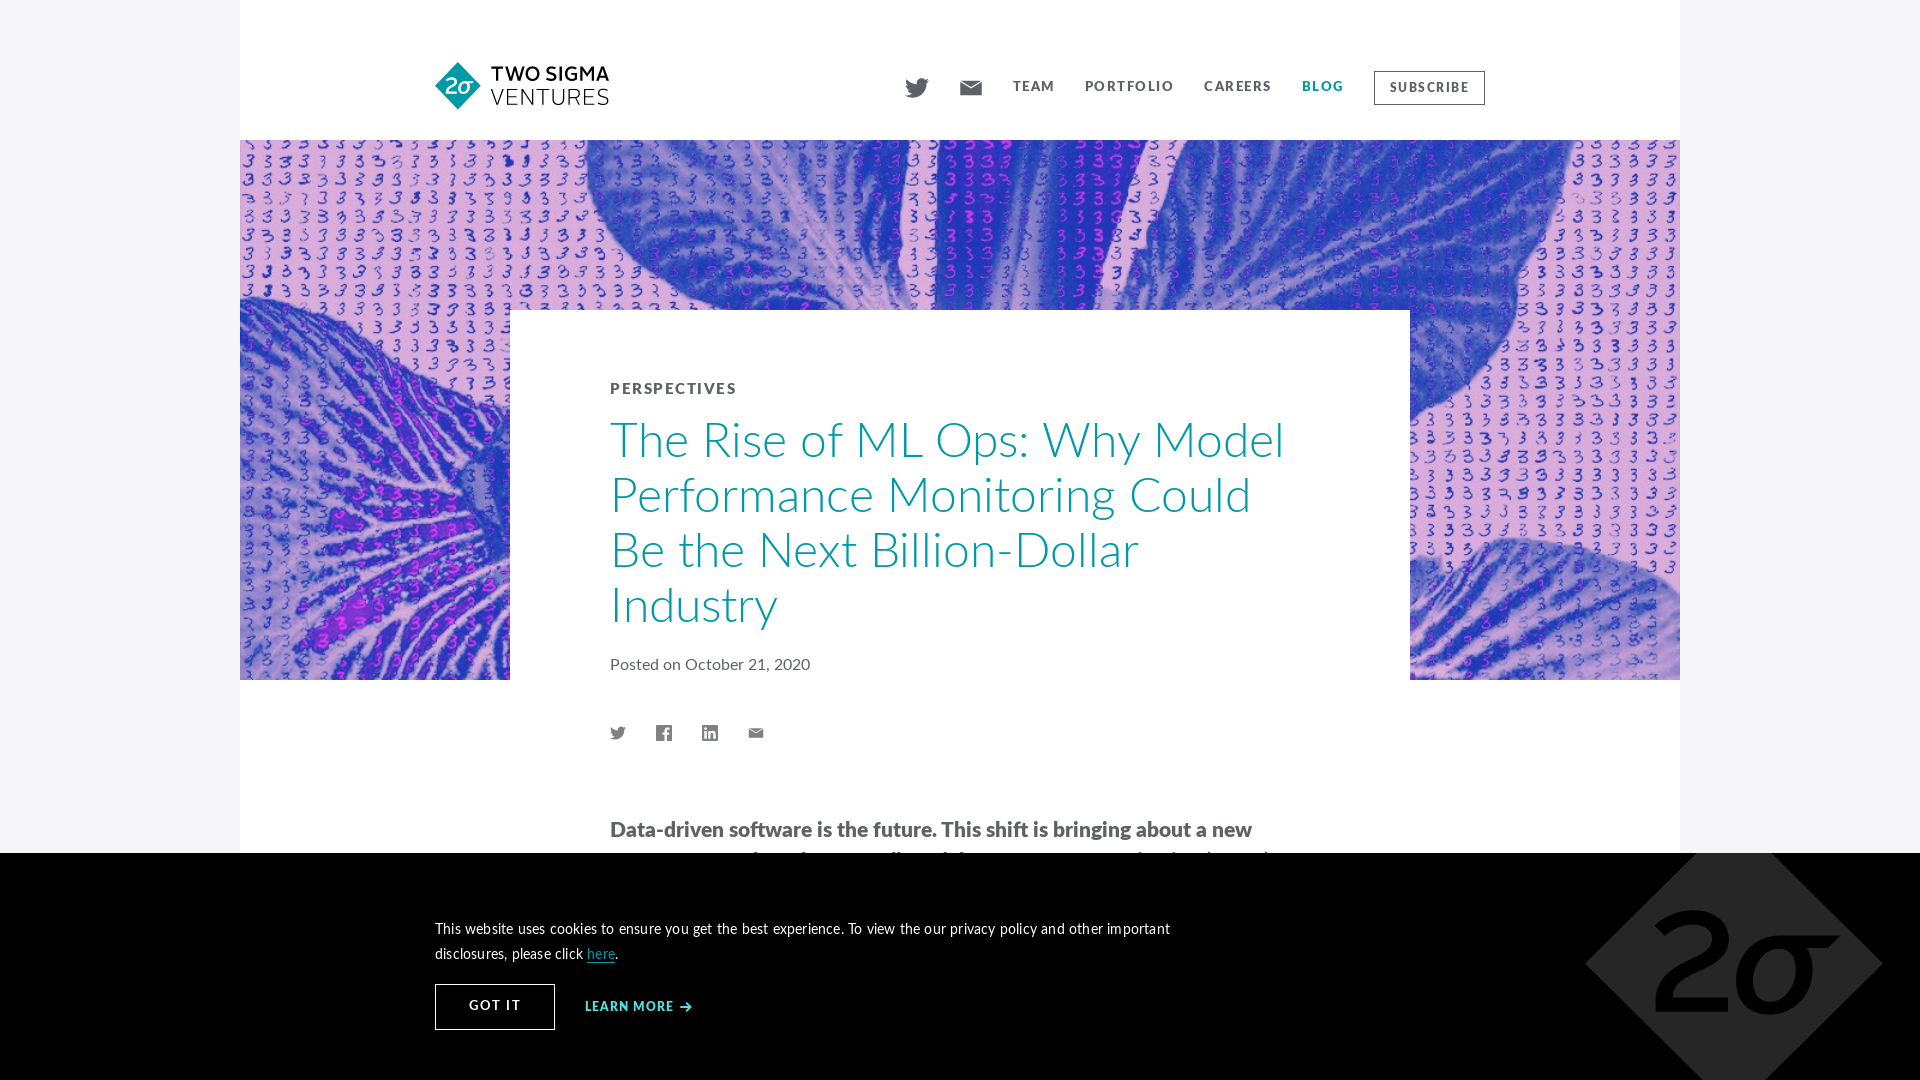 2σ TWO SIGMA
VENTURES
TEAM PORTFOLIO CAREERS BLOG SUBSCRIBE
PERSPECTIVES
The Rise of ML Ops: Why Model
Performance Monitoring Could
Be the Next Billion-Dollar
Industry
Posted on October 21, 2020
Data-driven software is the future. This shift is bringing about a new
This website uses cookies to ensure you get the best experience. To view the our privacy policy and other important
disclosures, please click here.
GOT IT LEARN MORE →
2σ